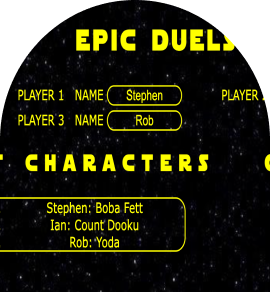 EPIC DUELS
PLAYER 1 NAME Stephen PLAYER
PLAYER 3 NAME Rob
CHARACTERS
Stephen: Boba Fett
Ian: Count Dooku
Rob: Yoda